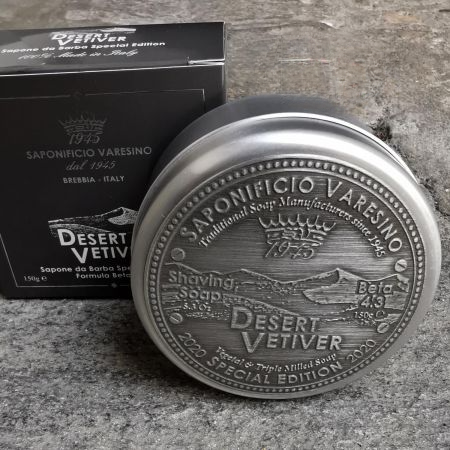 DESERT
VETIVER
Sapone da Barba Special Edition
100% Made in Italy
1945
SAPONIFICIO VARESINO
dal 1945
BREBBIA - ITALY
DESERT
VETIVER
Sapone da Barba Spe
Formula Beta
150g e
SAPONIFICIO VARESINO
Traditional Soap Manufacturers since 1945
1945
Shaving
Soap
5.3 Oz
Beta
4.3
150g e
DESERT
VETIVER
Vegetal & Triple Milled Soap
2020 SPECIAL EDITION 2020